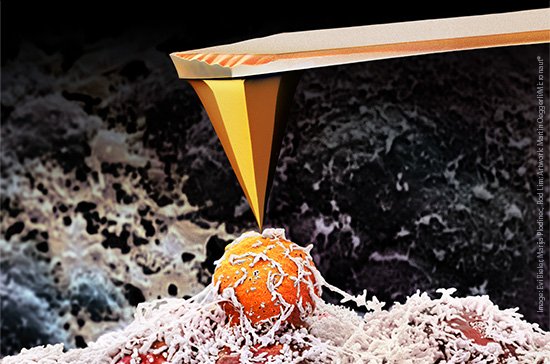 Image: Evi Bieler, Marija Plodinec, Rod Lim; Artwork: Martin Oeggerli/Micronaut